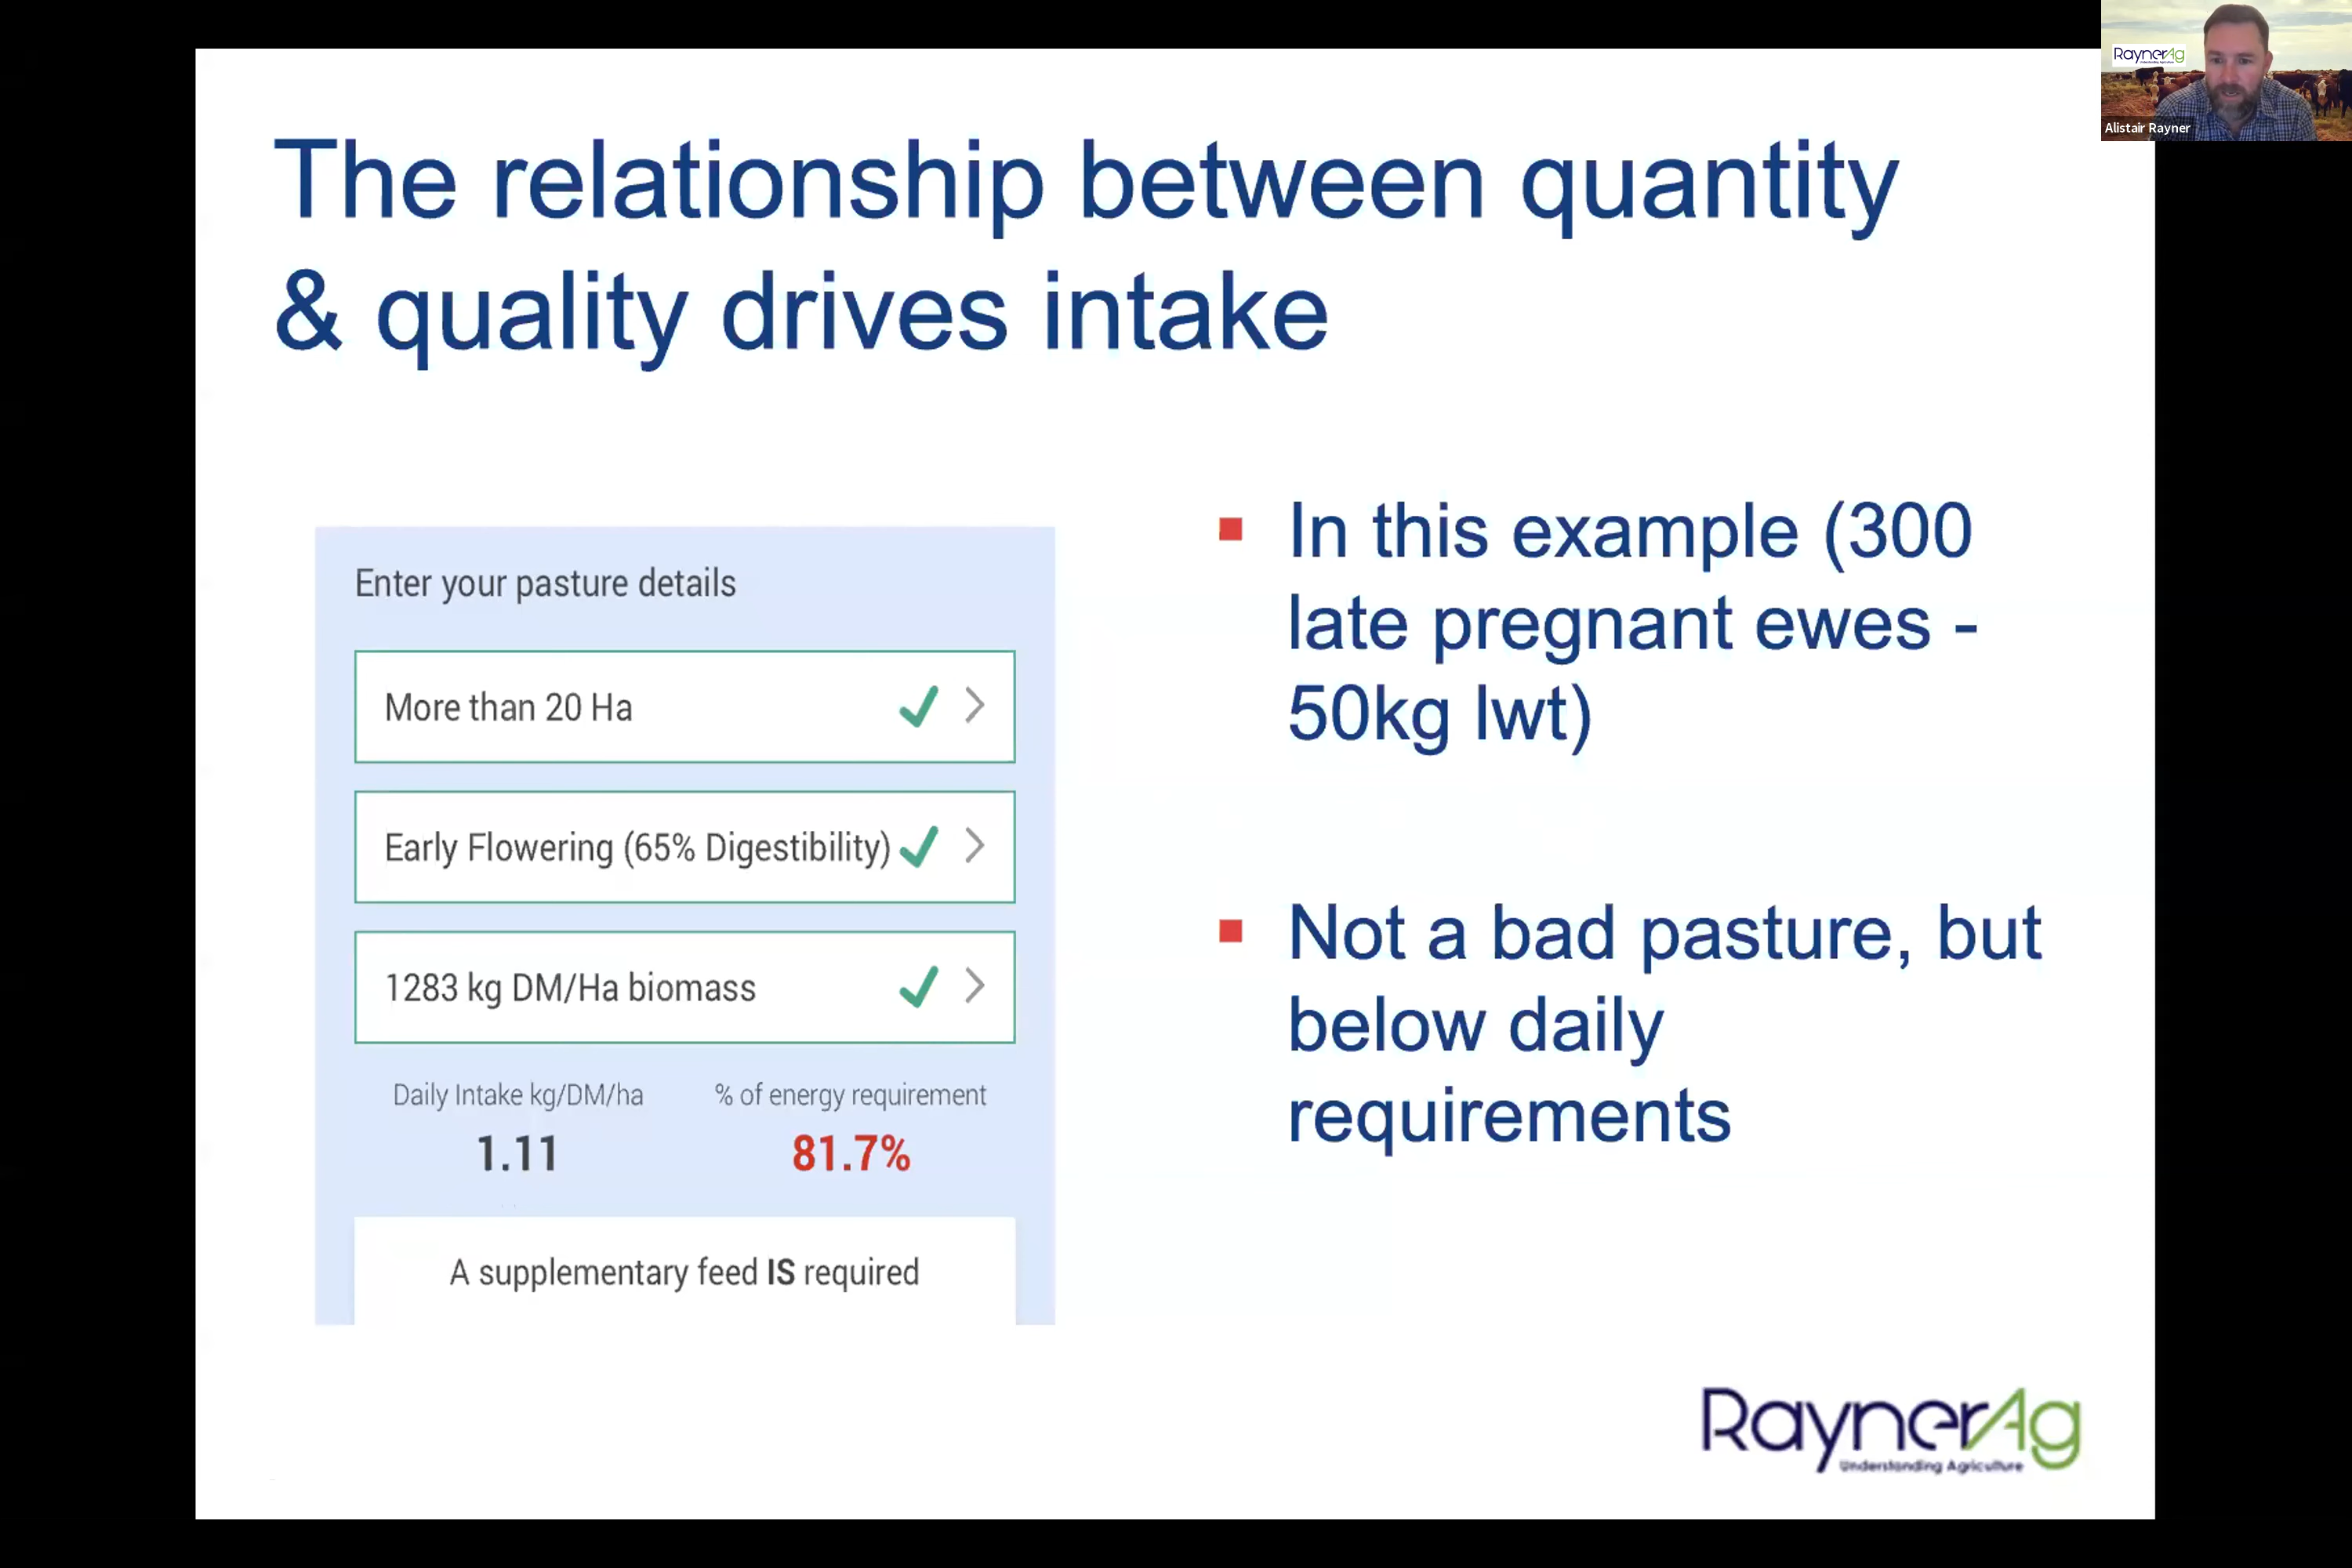 The relationship between quantity
& quality drives intake
Enter your pasture details
More than 20 Ha
Early Flowering (65% Digestibility)
1283 kg DM/Ha biomass
Daily Intake kg/DM/ha
% of energy requirement
1.11
81.7%
A supplementary feed IS required
In this example (300
late pregnant ewes -
50kg lwt)
Not a bad pasture, but
below daily
requirements
RaynerAg
Understanding Agriculture
RaynerAg
Alistair Rayner